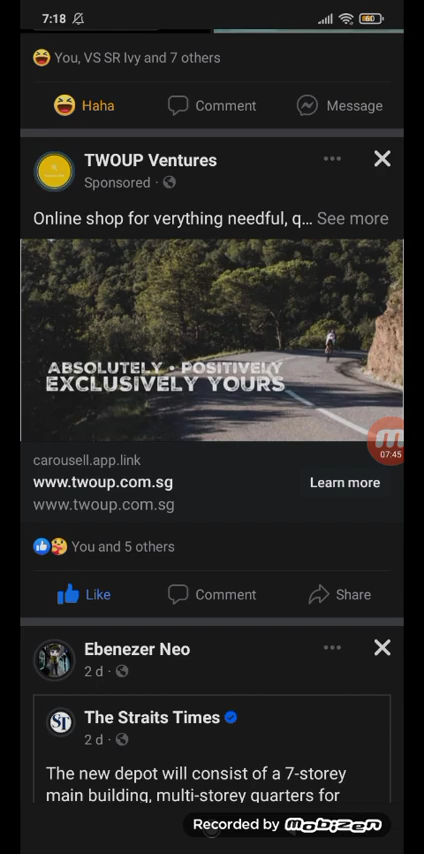 7:18
60
You, VS SR Ivy and 7 others
Haha Comment Message
TWOUP Ventures
Sponsored ·
Online shop for verything needful, q... See more
ABSOLUTELY • POSITIVELY
EXCLUSIVELY YOURS
07:45
carousell.app.link
www.twoup.com.sg
Learn more
www.twoup.com.sg
You and 5 others
Like Comment Share
Ebenezer Neo
2 d ·
ST
The Straits Times
2 d ·
The new depot will consist of a 7-storey
main building, multi-storey quarters for
Recorded by mobizen